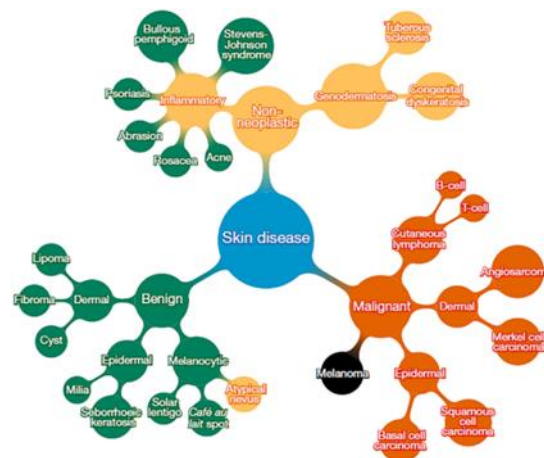 Bullous
pemphigoid
Stevens-
Johnson
syndrome
Tuberous
sclerosis
Psoriasis
Inflammatory
Genodermatosis
Congenital
dyskeratosis
Non-
neoplastic
Abrasion
Rosacea
Acne
B-cell
T-cell
Skin disease
Cutaneous
lymphoma
Lipoma
Angiosarcom
Fibroma
Dermal
Benign
Malignant
Dermal
Cyst
Merkel cell
carcinoma
Epidermal
Melanocytic
Melanoma
Epidermal
Milia
Atypical
nevus
Seborrhoeic
keratosis
Solar
lentigo
Café au
lait spot
Squamous
cell
carcinoma
Basal cell
carcinoma